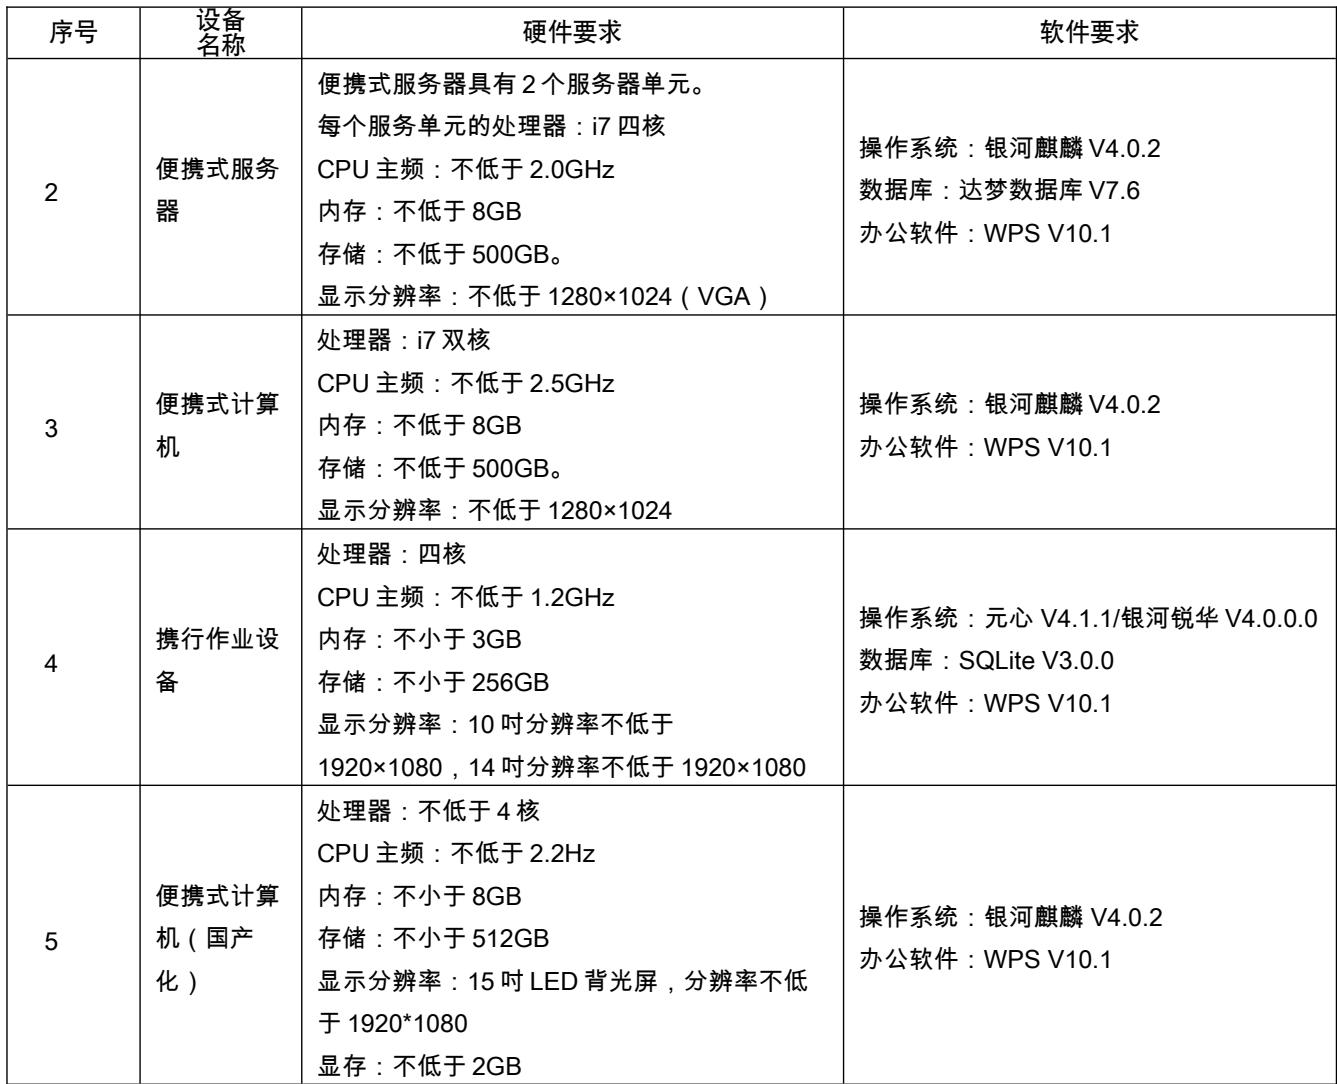 序号
设备
名称
硬件要求
软件要求
2
便携式服务
器
便携式服务器具有2个服务器单元。
每个服务单元的处理器：i7 四核
CPU 主频：不低于 2.0GHz
内存：不低于 8GB
存储：不低于 500GB。
显示分辨率：不低于 1280×1024（VGA）
操作系统：银河麒麟 V4.0.2
数据库：达梦数据库 V7.6
办公软件：WPS V10.1
3
便携式计算
机
处理器：i7 双核
CPU 主频：不低于 2.5GHz
内存：不低于 8GB
存储：不低于 500GB。
显示分辨率：不低于 1280×1024
操作系统：银河麒麟 V4.0.2
办公软件：WPS V10.1
4
携行作业设
备
处理器：四核
CPU 主频：不低于 1.2GHz
内存：不小于 3GB
存储：不小于 256GB
显示分辨率：10 吋分辨率不低于
1920×1080，14 吋分辨率不低于 1920×1080
操作系统：元心 V4.1.1/银河锐华 V4.0.0.0
数据库：SQLite V3.0.0
办公软件：WPS V10.1
5
便携式计算
机（国产
化）
处理器：不低于 4 核
CPU 主频：不低于 2.2Hz
内存：不小于 8GB
存储：不小于 512GB
显示分辨率：15 吋 LED 背光屏，分辨率不低
于 1920*1080
显存：不低于 2GB
操作系统：银河麒麟 V4.0.2
办公软件：WPS V10.1